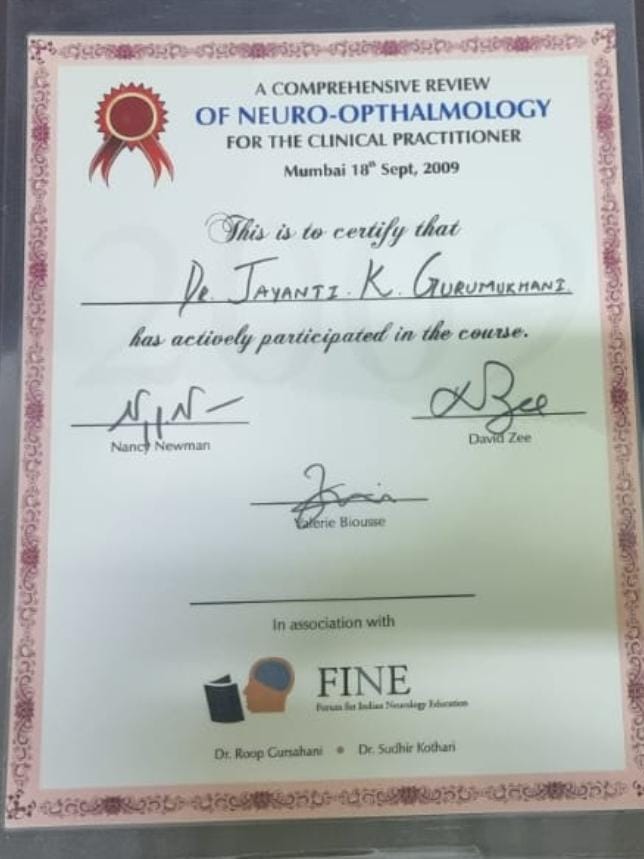 A COMPREHENSIVE REVIEW
OF NEURO-OPTHALMOLOGY
FOR THE CLINICAL PRACTITIONER
Mumbai 18th Sept, 2009
This is to certify that
Dr. JAYANTI. K. GURUMUKHANI.
has actively participated in the course.
Nancy Newman
David Zee
Valerie Biousse
In association with
FINE
Forum for Indian Neurology Education
Dr. Roop Gursahani • Dr. Sudhir Kothari